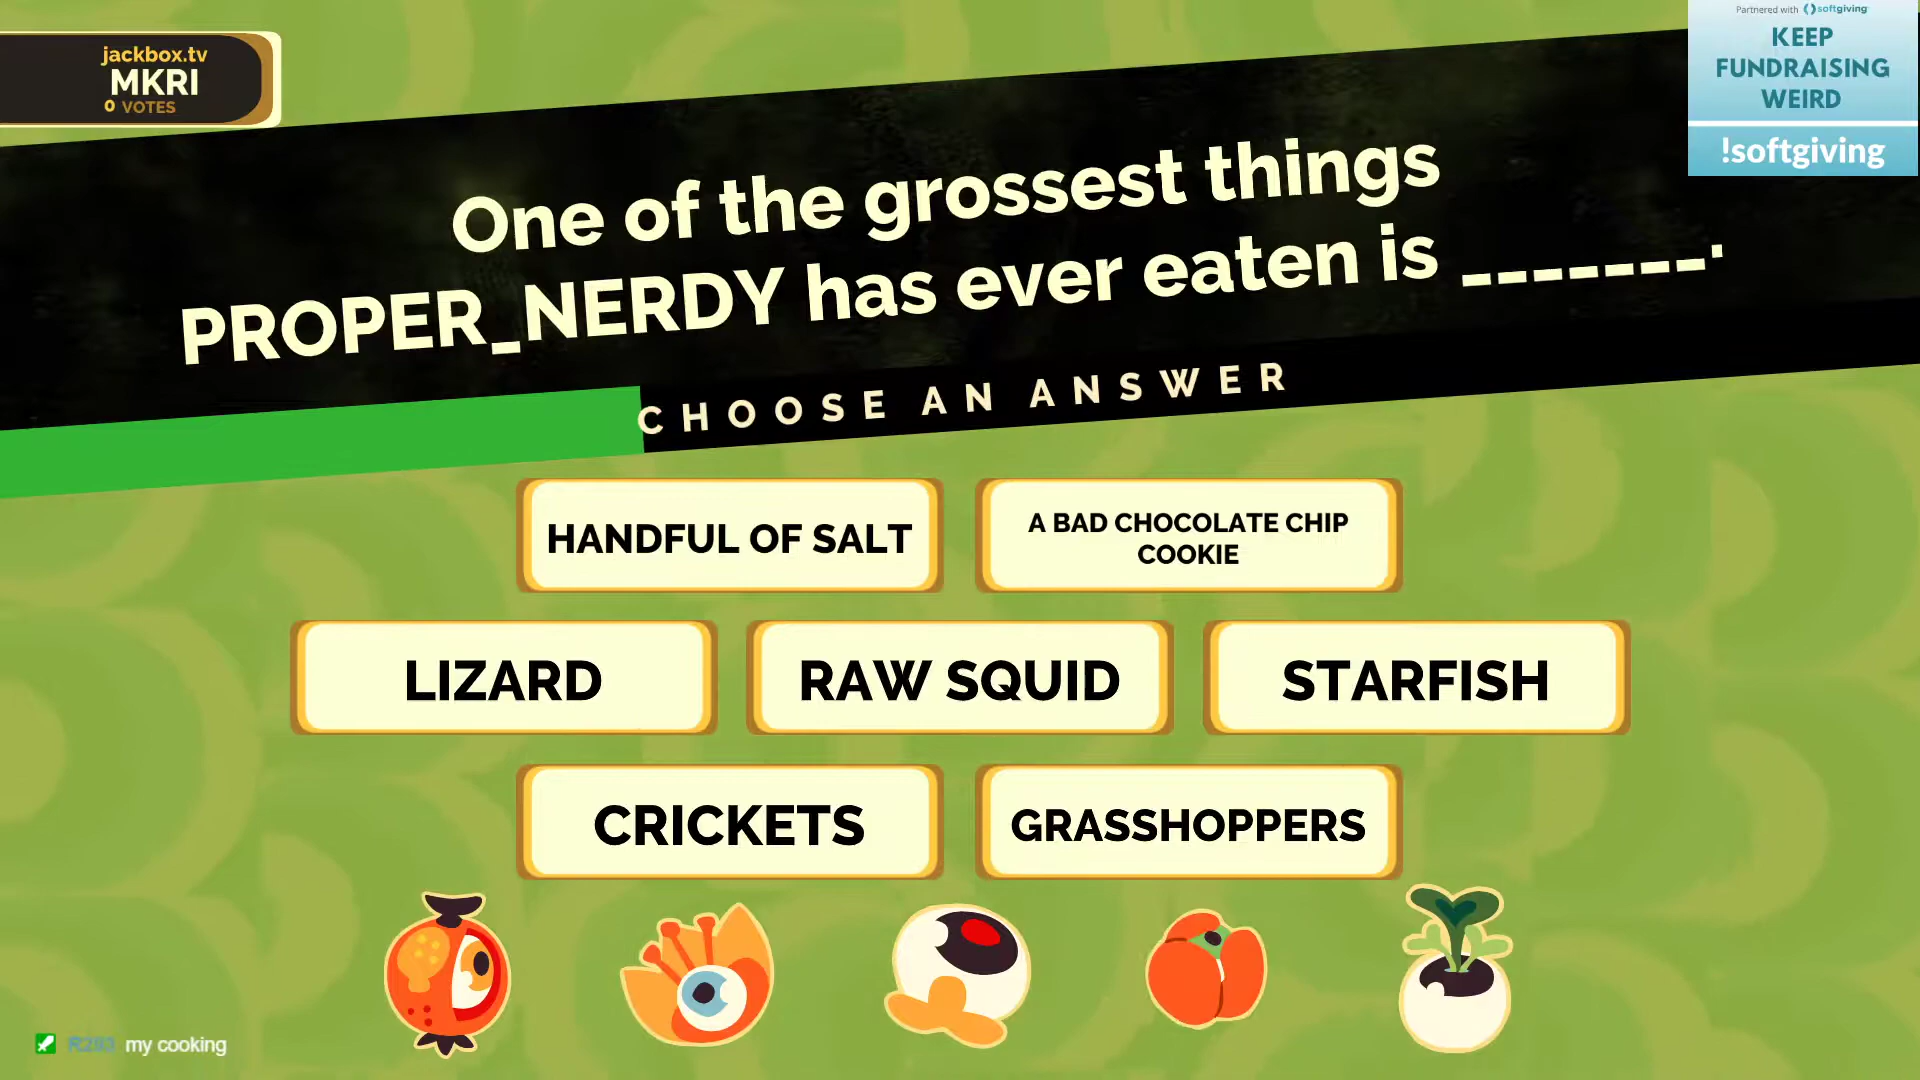 jackbox.tv
MKRI
0 VOTES
Partnered with softgiving
KEEP
FUNDRAISING
WEIRD
!softgiving
One of the grossest things
PROPER_NERDY has ever eaten is _______.
CHOOSE AN ANSWER
HANDFUL OF SALT
A BAD CHOCOLATE CHIP
COOKIE
LIZARD
RAW SQUID
STARFISH
CRICKETS
GRASSHOPPERS
R293 my cooking